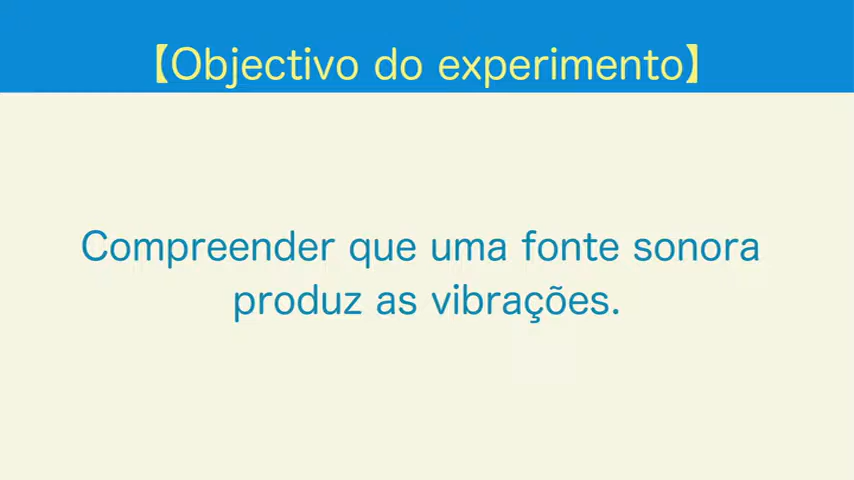 【Objectivo do experimento】
Compreender que uma fonte sonora
produz as vibrações.